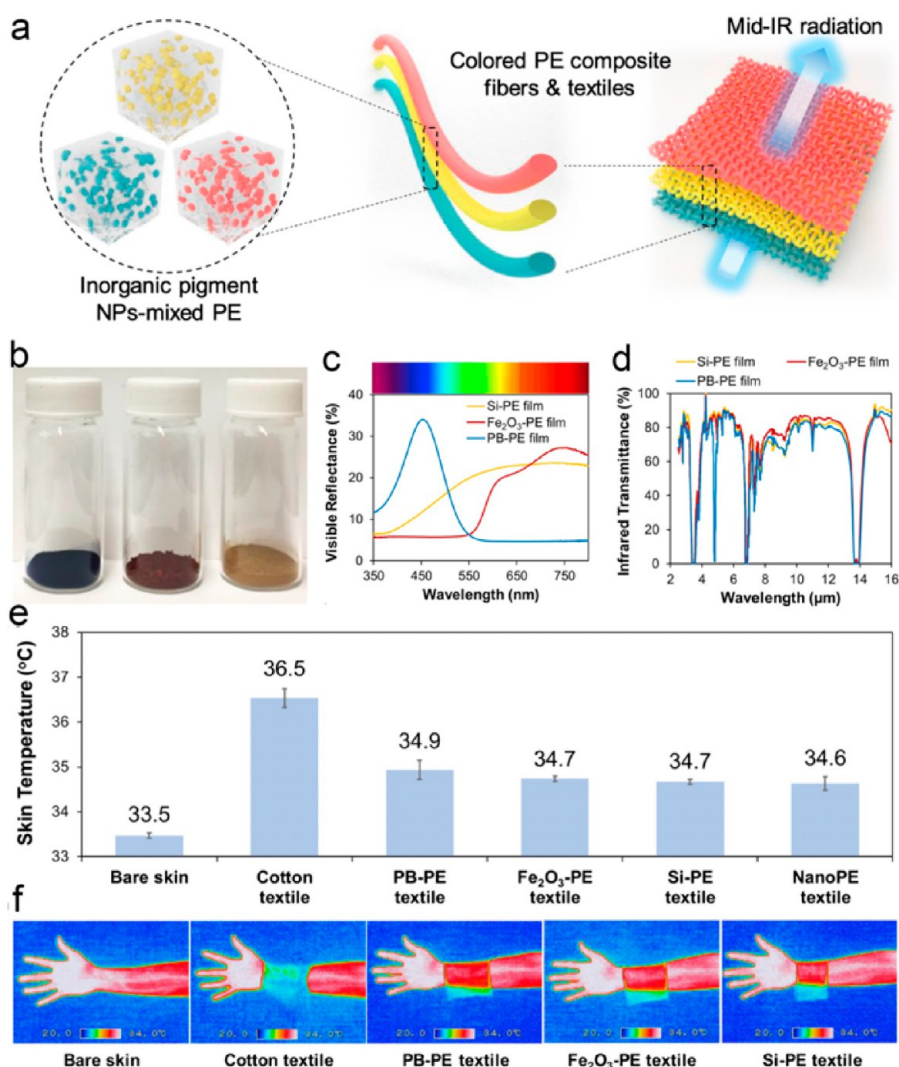 a
Mid-IR radiation
Colored PE composite
fibers & textiles
Inorganic pigment
NPs-mixed PE
b
c
Si-PE film
Fe₂O₃-PE film
PB-PE film
Visible Reflectance (%)
40
30
20
10
0
350
450
550
650
750
Wavelength (nm)
d
Si-PE film
Fe₂O₃-PE film
PB-PE film
Infrared Transmittance (%)
100
80
60
40
20
0
2
4
6
8
10
12
14
16
Wavelength (µm)
e
Skin Temperature (°C)
38
37
36
35
34
33
33.5
36.5
34.9
34.7
34.7
34.6
Bare skin
Cotton
textile
PB-PE
textile
Fe₂O₃-PE
textile
Si-PE
textile
NanoPE
textile
f
20.0 34.0℃
20.0 34.0℃
20.0 34.0℃
20.0 34.0℃
20.0 34.0℃
Bare skin
Cotton textile
PB-PE textile
Fe₂O₃-PE textile
Si-PE textile